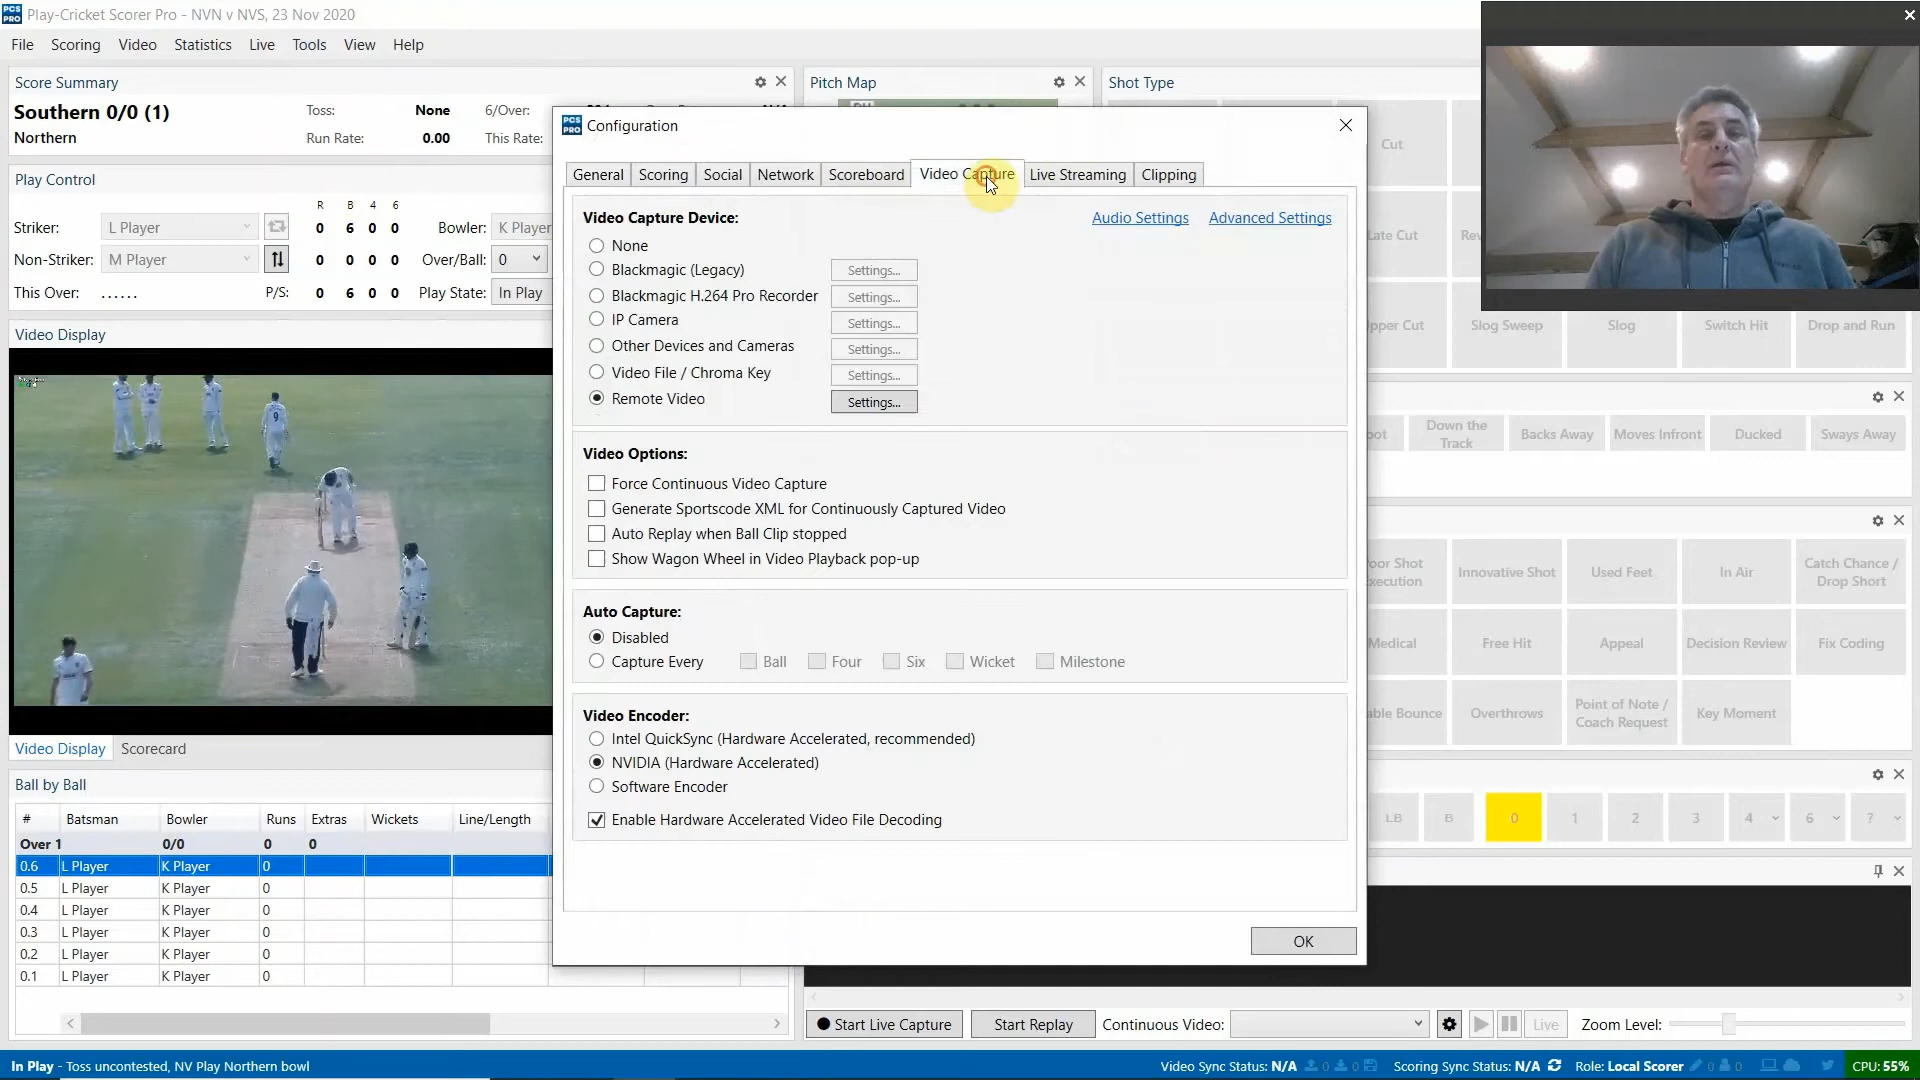 PCS PRO Play-Cricket Scorer Pro - NVN v NVS, 23 Nov 2020
File Scoring Video Statistics Live Tools View Help
Score Summary
Southern 0/0 (1) Toss: None 6/Over:
Northern Run Rate: 0.00 This Rate:
Play Control
R B 4 6
Striker: L Player 0 6 0 0 Bowler: K Player
Non-Striker: M Player 0 0 0 0 Over/Ball: 0
This Over: ...... P/S: 0 6 0 0 Play State: In Play
Video Display
Video Display Scorecard
Ball by Ball
# Batsman Bowler Runs Extras Wickets Line/Length
Over 1 0/0 0 0
0.6 L Player K Player 0
0.5 L Player K Player 0
0.4 L Player K Player 0
0.3 L Player K Player 0
0.2 L Player K Player 0
0.1 L Player K Player 0
Pitch Map
Shot Type
PCS PRO Configuration
General Scoring Social Network Scoreboard Video Capture Live Streaming Clipping
Video Capture Device: Audio Settings Advanced Settings
None
Blackmagic (Legacy) Settings...
Blackmagic H.264 Pro Recorder Settings...
IP Camera Settings...
Other Devices and Cameras Settings...
Video File / Chroma Key Settings...
Remote Video Settings...
Video Options:
Force Continuous Video Capture
Generate Sportscode XML for Continuously Captured Video
Auto Replay when Ball Clip stopped
Show Wagon Wheel in Video Playback pop-up
Auto Capture:
Disabled
Capture Every Ball Four Six Wicket Milestone
Video Encoder:
Intel QuickSync (Hardware Accelerated, recommended)
NVIDIA (Hardware Accelerated)
Software Encoder
Enable Hardware Accelerated Video File Decoding
OK
Cut
Late Cut
Upper Cut Slog Sweep Slog Switch Hit Drop and Run
Down the Track Backs Away Moves Infront Ducked Sways Away
Poor Shot Execution Innovative Shot Used Feet In Air Catch Chance / Drop Short
Medical Free Hit Appeal Decision Review Fix Coding
Bounce Overthrows Point of Note / Coach Request Key Moment
LB B 0 1 2 3 4 6 ?
Start Live Capture Start Replay Continuous Video: Live Zoom Level:
In Play - Toss uncontested, NV Play Northern bowl Video Sync Status: N/A 0 0 Scoring Sync Status: N/A Role: Local Scorer 0 0 CPU: 55%